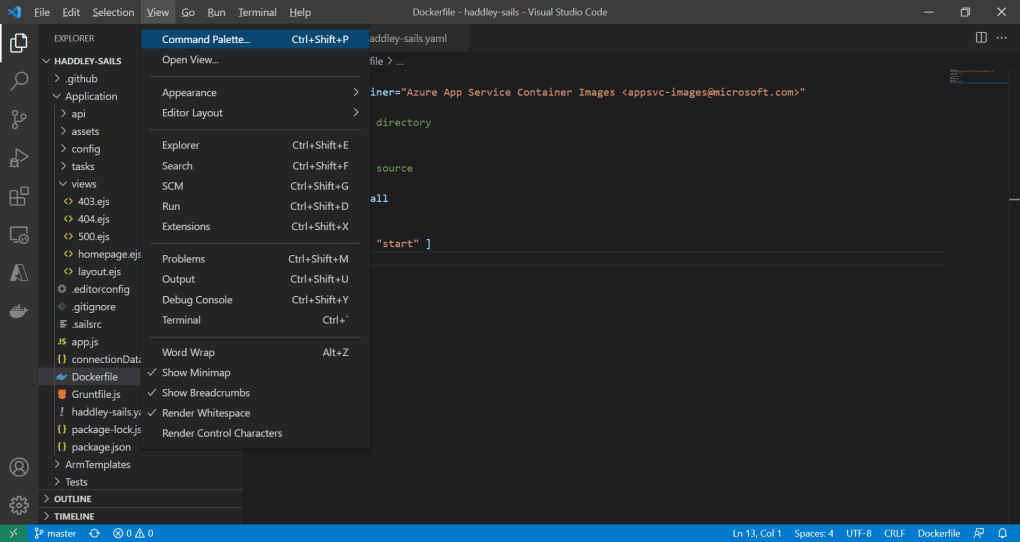 File Edit Selection View Go Run Terminal Help Dockerfile - haddley-sails - Visual Studio Code
EXPLORER
HADDLEY-SAILS
.github
Application
api
assets
config
tasks
views
403.ejs
404.ejs
500.ejs
homepage.ejs
layout.ejs
.editorconfig
.gitignore
.sailsrc
JS app.js
{} connectionData
Dockerfile
Gruntfile.js
! haddley-sails.ya
{} package-lock.js
{} package.json
ArmTemplates
Tests
OUTLINE
TIMELINE
Command Palette... Ctrl+Shift+P
Open View...
Appearance
Editor Layout
Explorer Ctrl+Shift+E
Search Ctrl+Shift+F
SCM Ctrl+Shift+G
Run Ctrl+Shift+D
Extensions Ctrl+Shift+X
Problems Ctrl+Shift+M
Output Ctrl+Shift+U
Debug Console Ctrl+Shift+Y
Terminal Ctrl+`
Word Wrap Alt+Z
Show Minimap
Show Breadcrumbs
Render Whitespace
Render Control Characters
addley-sails.yaml
file > ...
iner="Azure App Service Container Images <appsvc-images@microsoft.com>"
directory
source
all
"start" ]
master 0 0 Ln 13, Col 1 Spaces: 4 UTF-8 CRLF Dockerfile